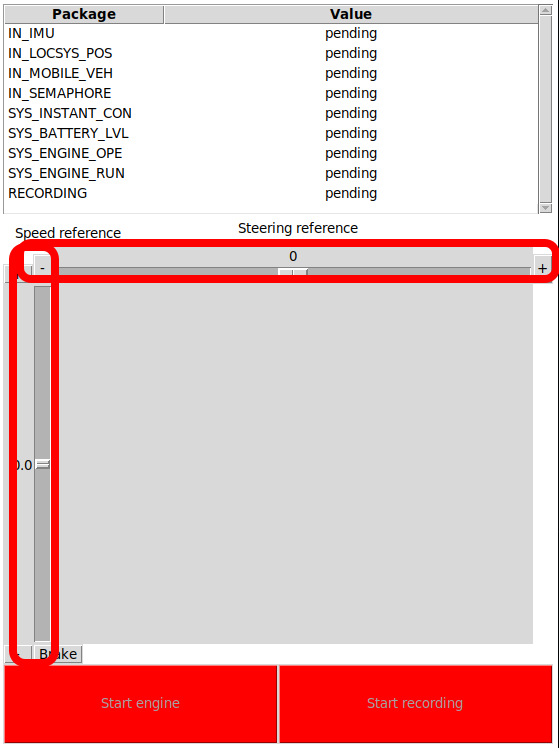 Package Value
IN_IMU pending
IN_LOCSYS_POS pending
IN_MOBILE_VEH pending
IN_SEMAPHORE pending
SYS_INSTANT_CON pending
SYS_BATTERY_LVL pending
SYS_ENGINE_OPE pending
SYS_ENGINE_RUN pending
RECORDING pending
Speed reference Steering reference
0
- +
0.0
Brake
Start engine Start recording